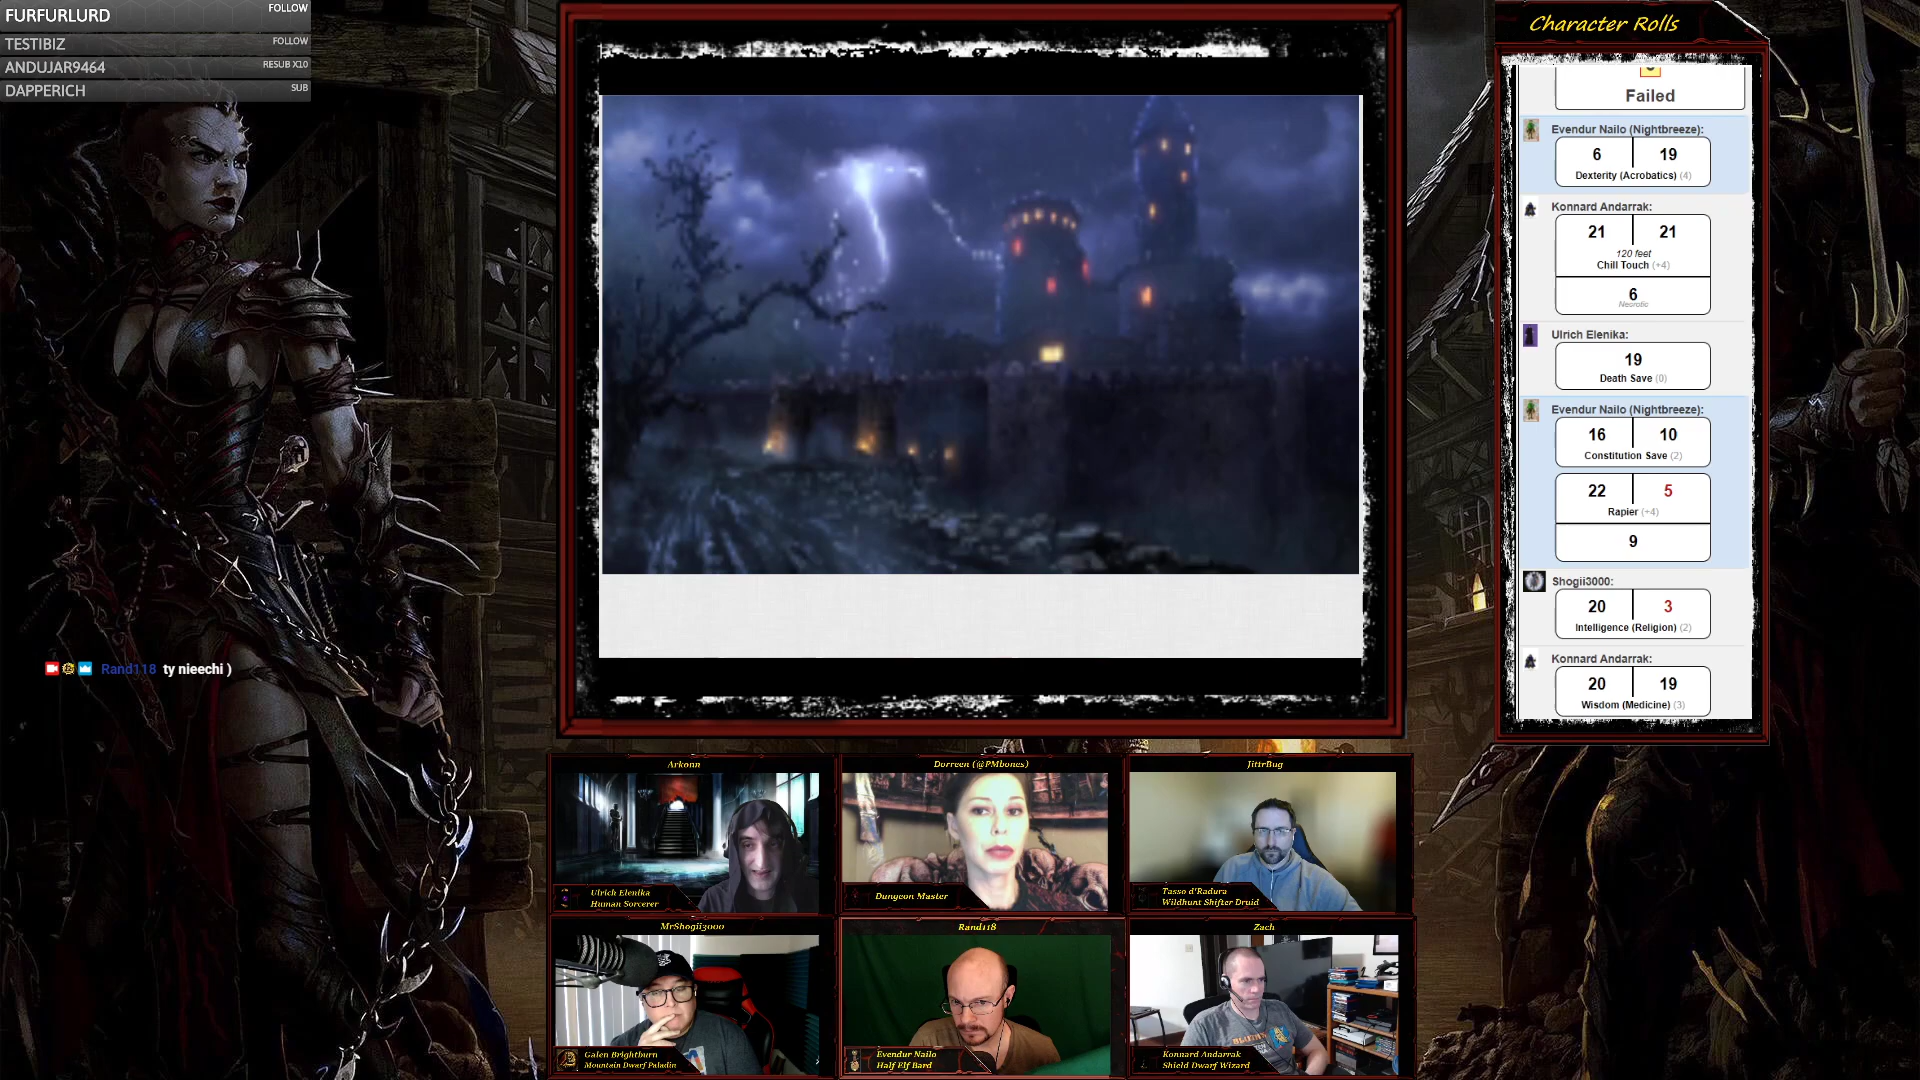 FURFURLURD FOLLOW
TESTIBIZ FOLLOW
ANDUJAR9464 RESUB X10
DAPPERICH SUB
Rand118 ty nieechi )
Character Rolls
Failed
Evendur Nailo (Nightbreeze):
6 19
Dexterity (Acrobatics) (4)
Konnard Andarrak:
21 21
120 feet
Chill Touch (+4)
6
Necrotic
Ulrich Elenika:
19
Death Save (0)
Evendur Nailo (Nightbreeze):
16 10
Constitution Save (2)
22 5
Rapier (+4)
9
Shogii3000:
20 3
Intelligence (Religion) (2)
Konnard Andarrak:
20 19
Wisdom (Medicine) (3)
Arkonn
Ulrich Elenika
Human Sorcerer
Dorreen (@PMbones)
Dungeon Master
JittrBug
Tasso d'Radura
Wildhunt Shifter Druid
MrShogii3000
Galen Brightburn
Mountain Dwarf Paladin
Rand118
Evendur Nailo
Half Elf Bard
Zach
Konnard Andarrak
Shield Dwarf Wizard